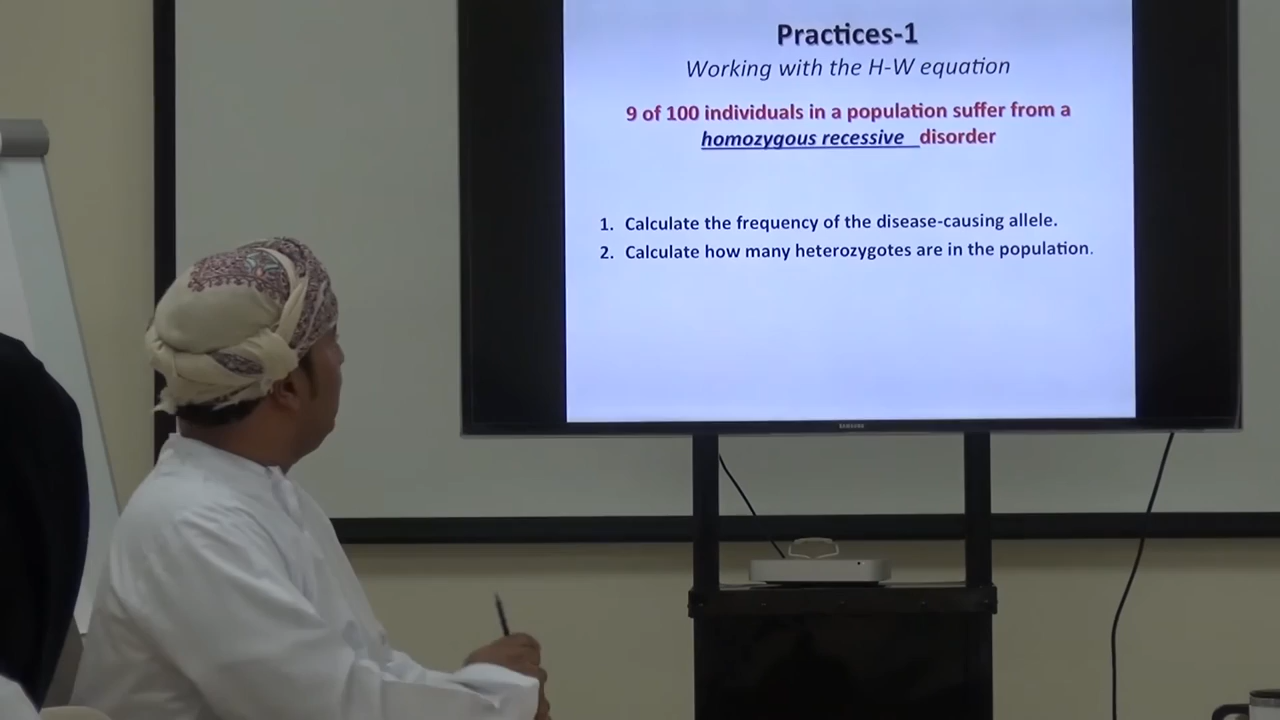 Practices-1
Working with the H-W equation
9 of 100 individuals in a population suffer from a
homozygous recessive disorder
1. Calculate the frequency of the disease-causing allele.
2. Calculate how many heterozygotes are in the population.
SAMSUNG